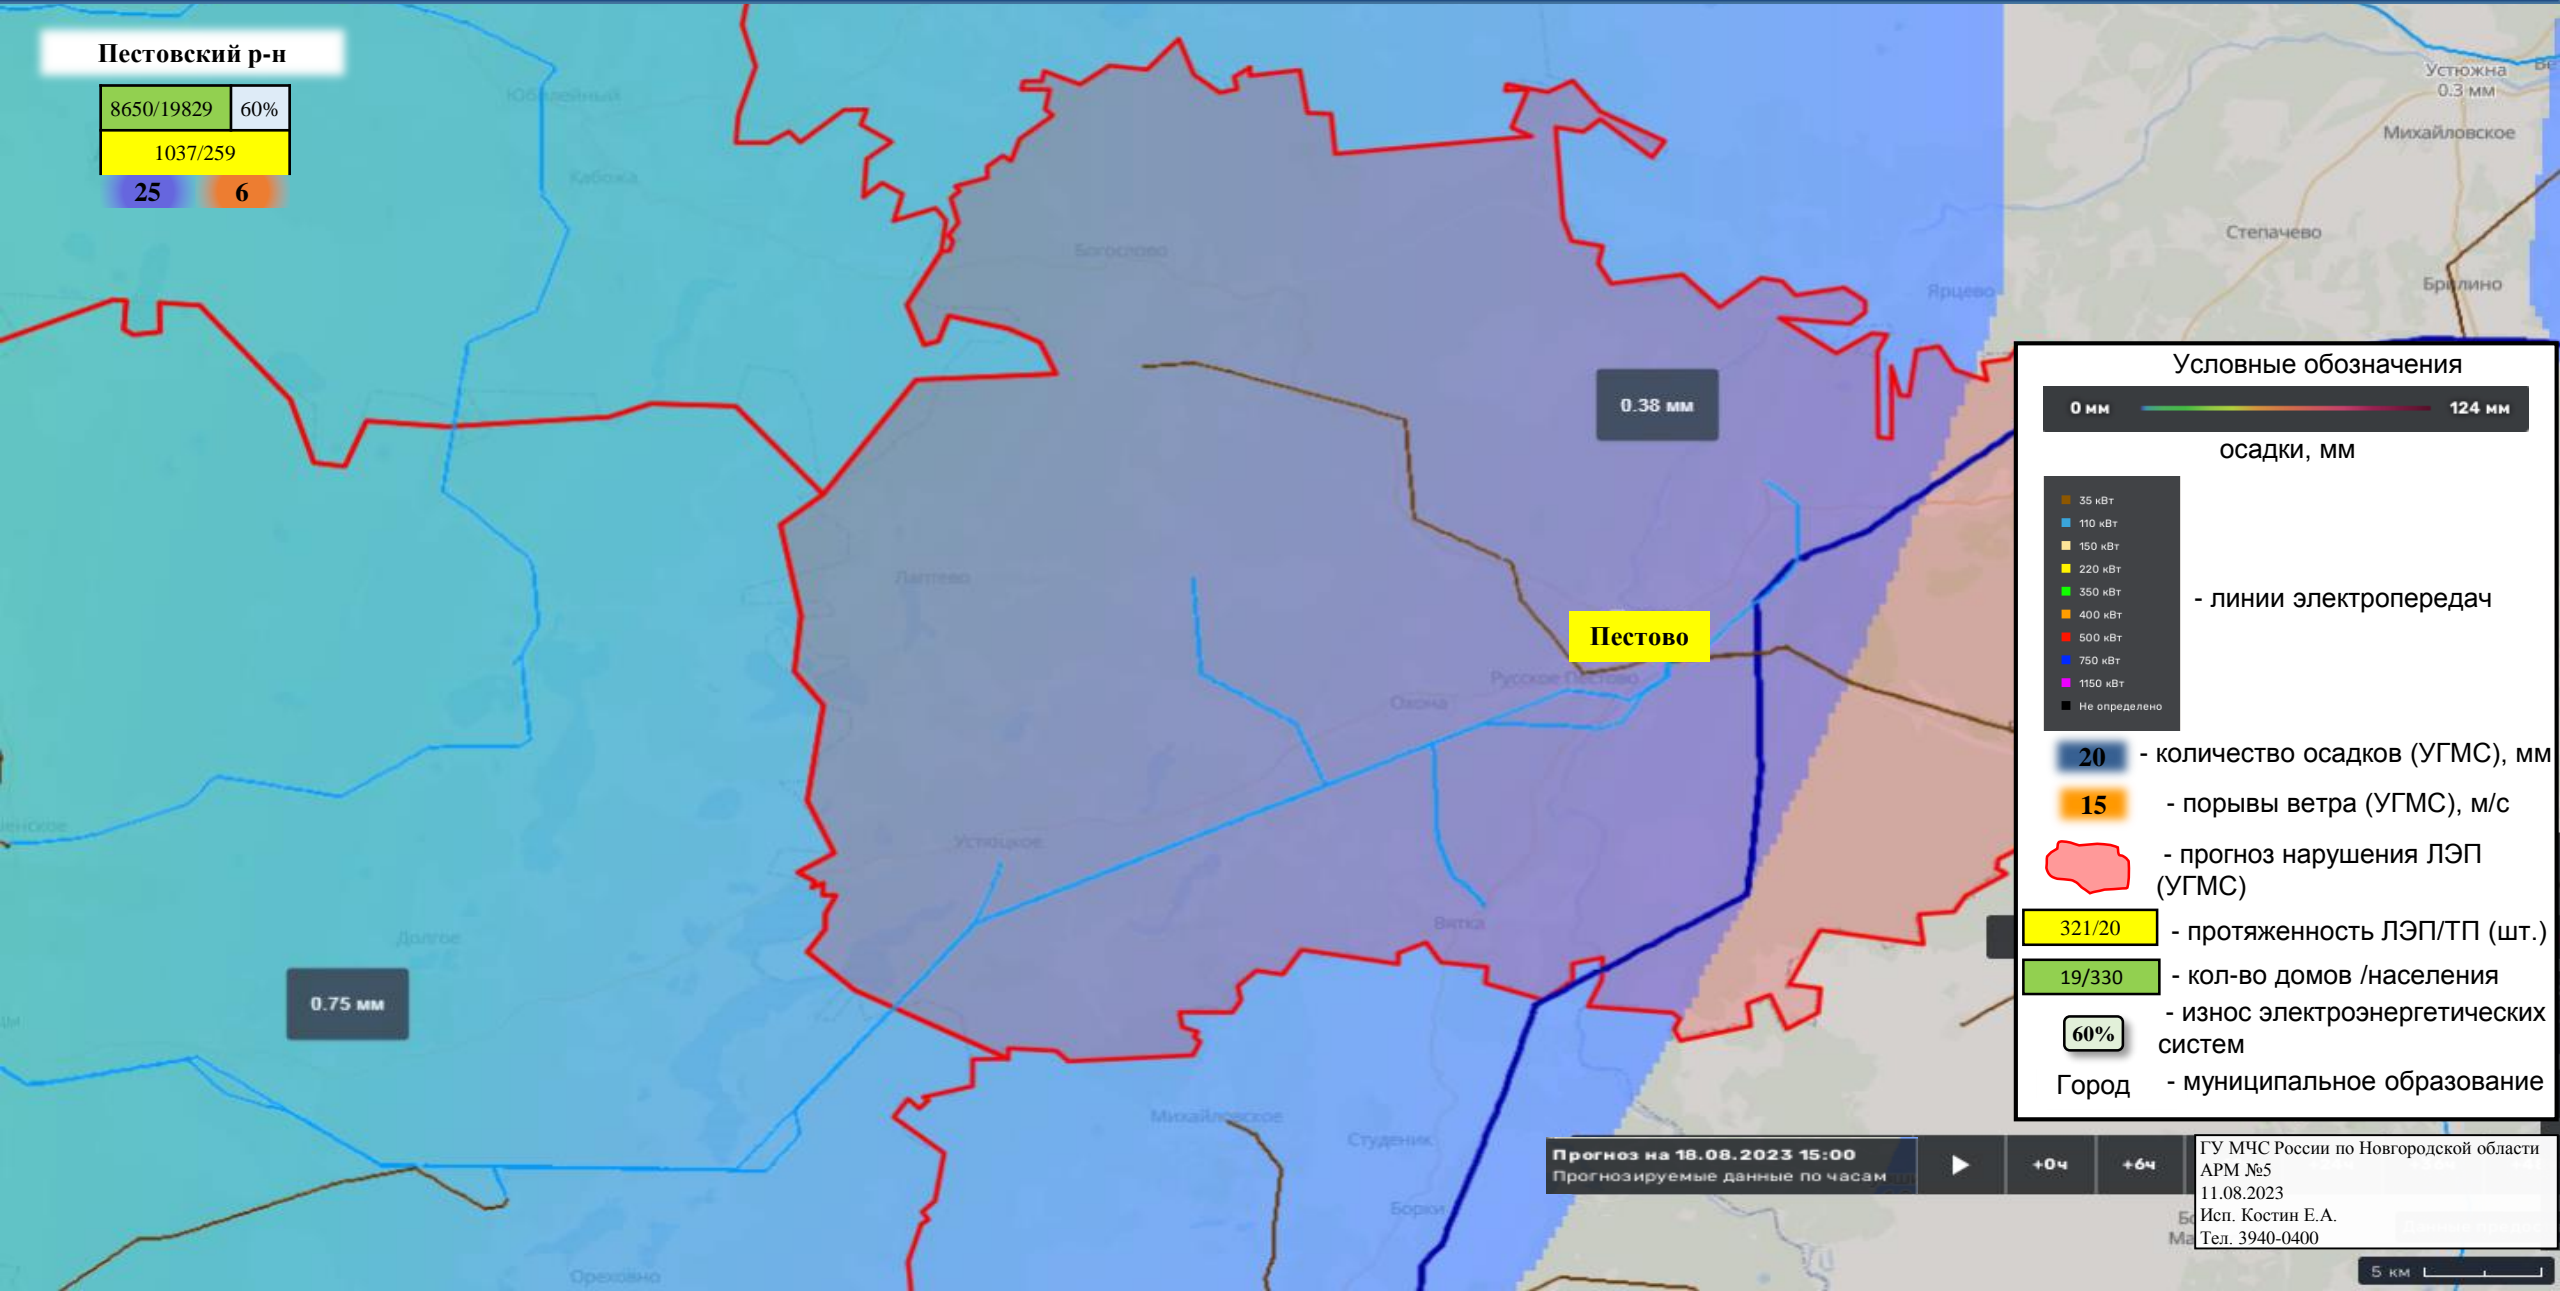 Пестовский р-н
8650/19829 60%
1037/259
25 6
Юбилейный
Кабожа
Богослово
Устюжна
0.3 мм
Михайловское
Степачево
Брилино
Ярцево
0.38 мм
Лаптево
Пестово
Русское Пестово
Охона
Устюцкое
Вятка
Долгое
0.75 мм
Михайловское
Студеник
Борки
Ореховно
Условные обозначения
0 мм 124 мм
осадки, мм
35 кВт
110 кВт
150 кВт
220 кВт
350 кВт
400 кВт
500 кВт
750 кВт
1150 кВт
Не определено
- линии электропередач
20 - количество осадков (УГМС), мм
15 - порывы ветра (УГМС), м/с
- прогноз нарушения ЛЭП
(УГМС)
321/20 - протяженность ЛЭП/ТП (шт.)
19/330 - кол-во домов /населения
60% - износ электроэнергетических
систем
Город - муниципальное образование
Прогноз на 18.08.2023 15:00
Прогнозируемые данные по часам
+0ч +6ч
ГУ МЧС России по Новгородской области
АРМ №5
11.08.2023
Исп. Костин Е.А.
Тел. 3940-0400
5 км